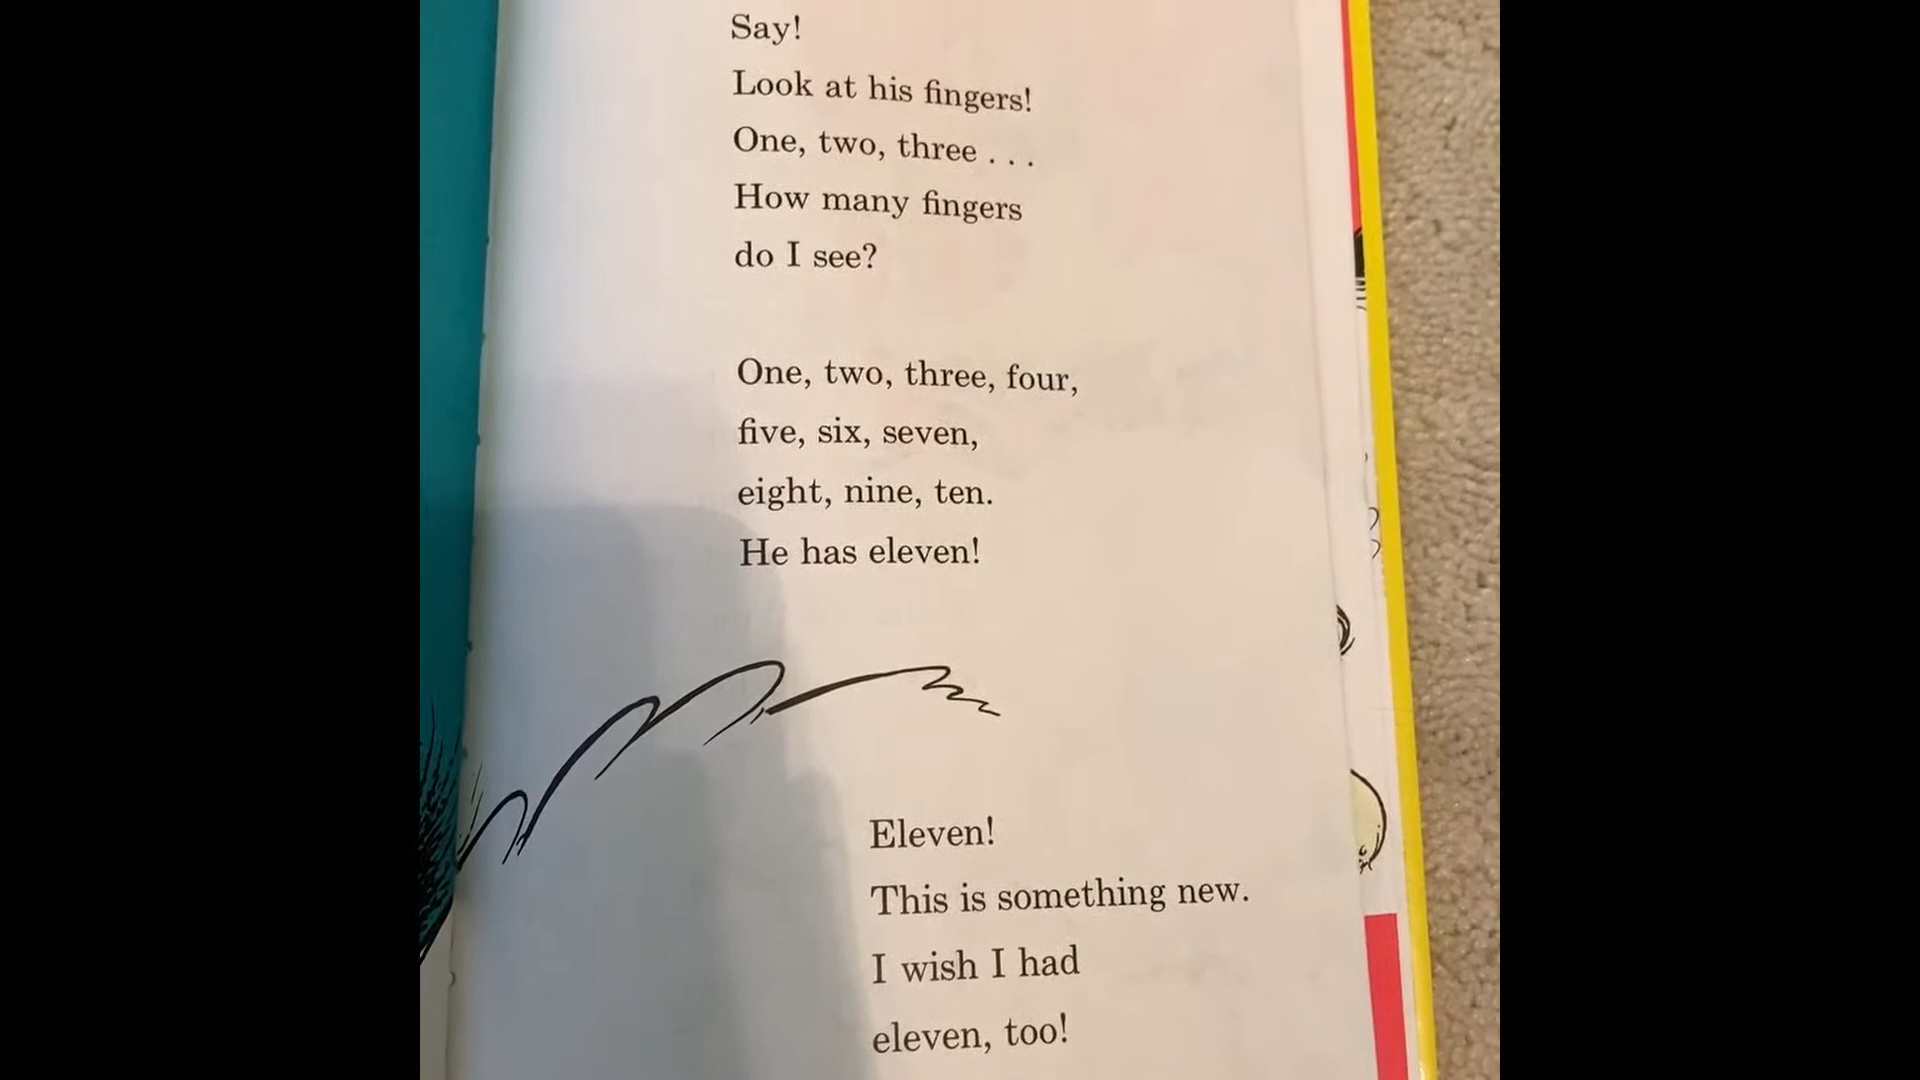 Say!
Look at his fingers!
One, two, three . . .
How many fingers
do I see?
One, two, three, four,
five, six, seven,
eight, nine, ten.
He has eleven!
Eleven!
This is something new.
I wish I had
eleven, too!